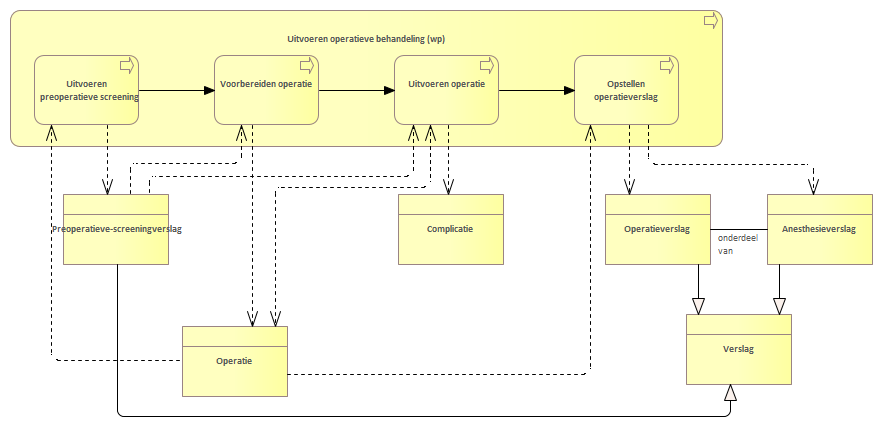 Uitvoeren operatieve behandeling (wp)
Uitvoeren
preoperatieve screening
Voorbereiden operatie
Uitvoeren operatie
Opstellen
operatieverslag
Preoperatieve-screeningverslag
Complicatie
Operatieverslag
onderdeel
van
Anesthesieverslag
Operatie
Verslag